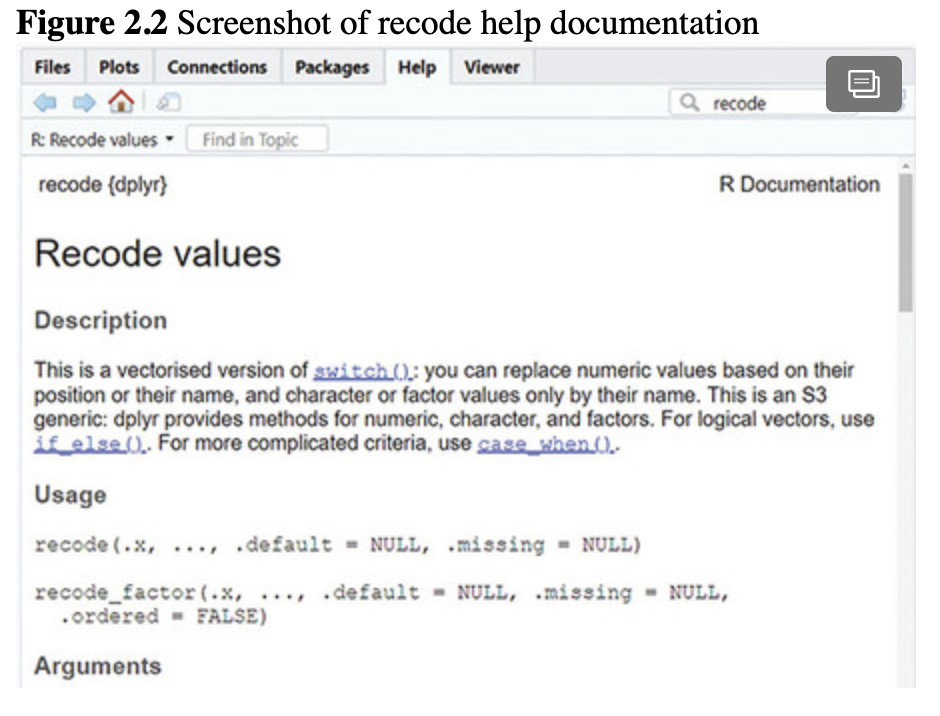 Figure 2.2 Screenshot of recode help documentation
Files Plots Connections Packages Help Viewer
recode
R: Recode values Find in Topic
recode {dplyr} R Documentation
Recode values
Description
This is a vectorised version of switch(): you can replace numeric values based on their
position or their name, and character or factor values only by their name. This is an S3
generic: dplyr provides methods for numeric, character, and factors. For logical vectors, use
if_else(). For more complicated criteria, use case_when().
Usage
recode(.x, ..., .default = NULL, .missing = NULL)
recode_factor(.x, ..., .default = NULL, .missing = NULL,
.ordered = FALSE)
Arguments